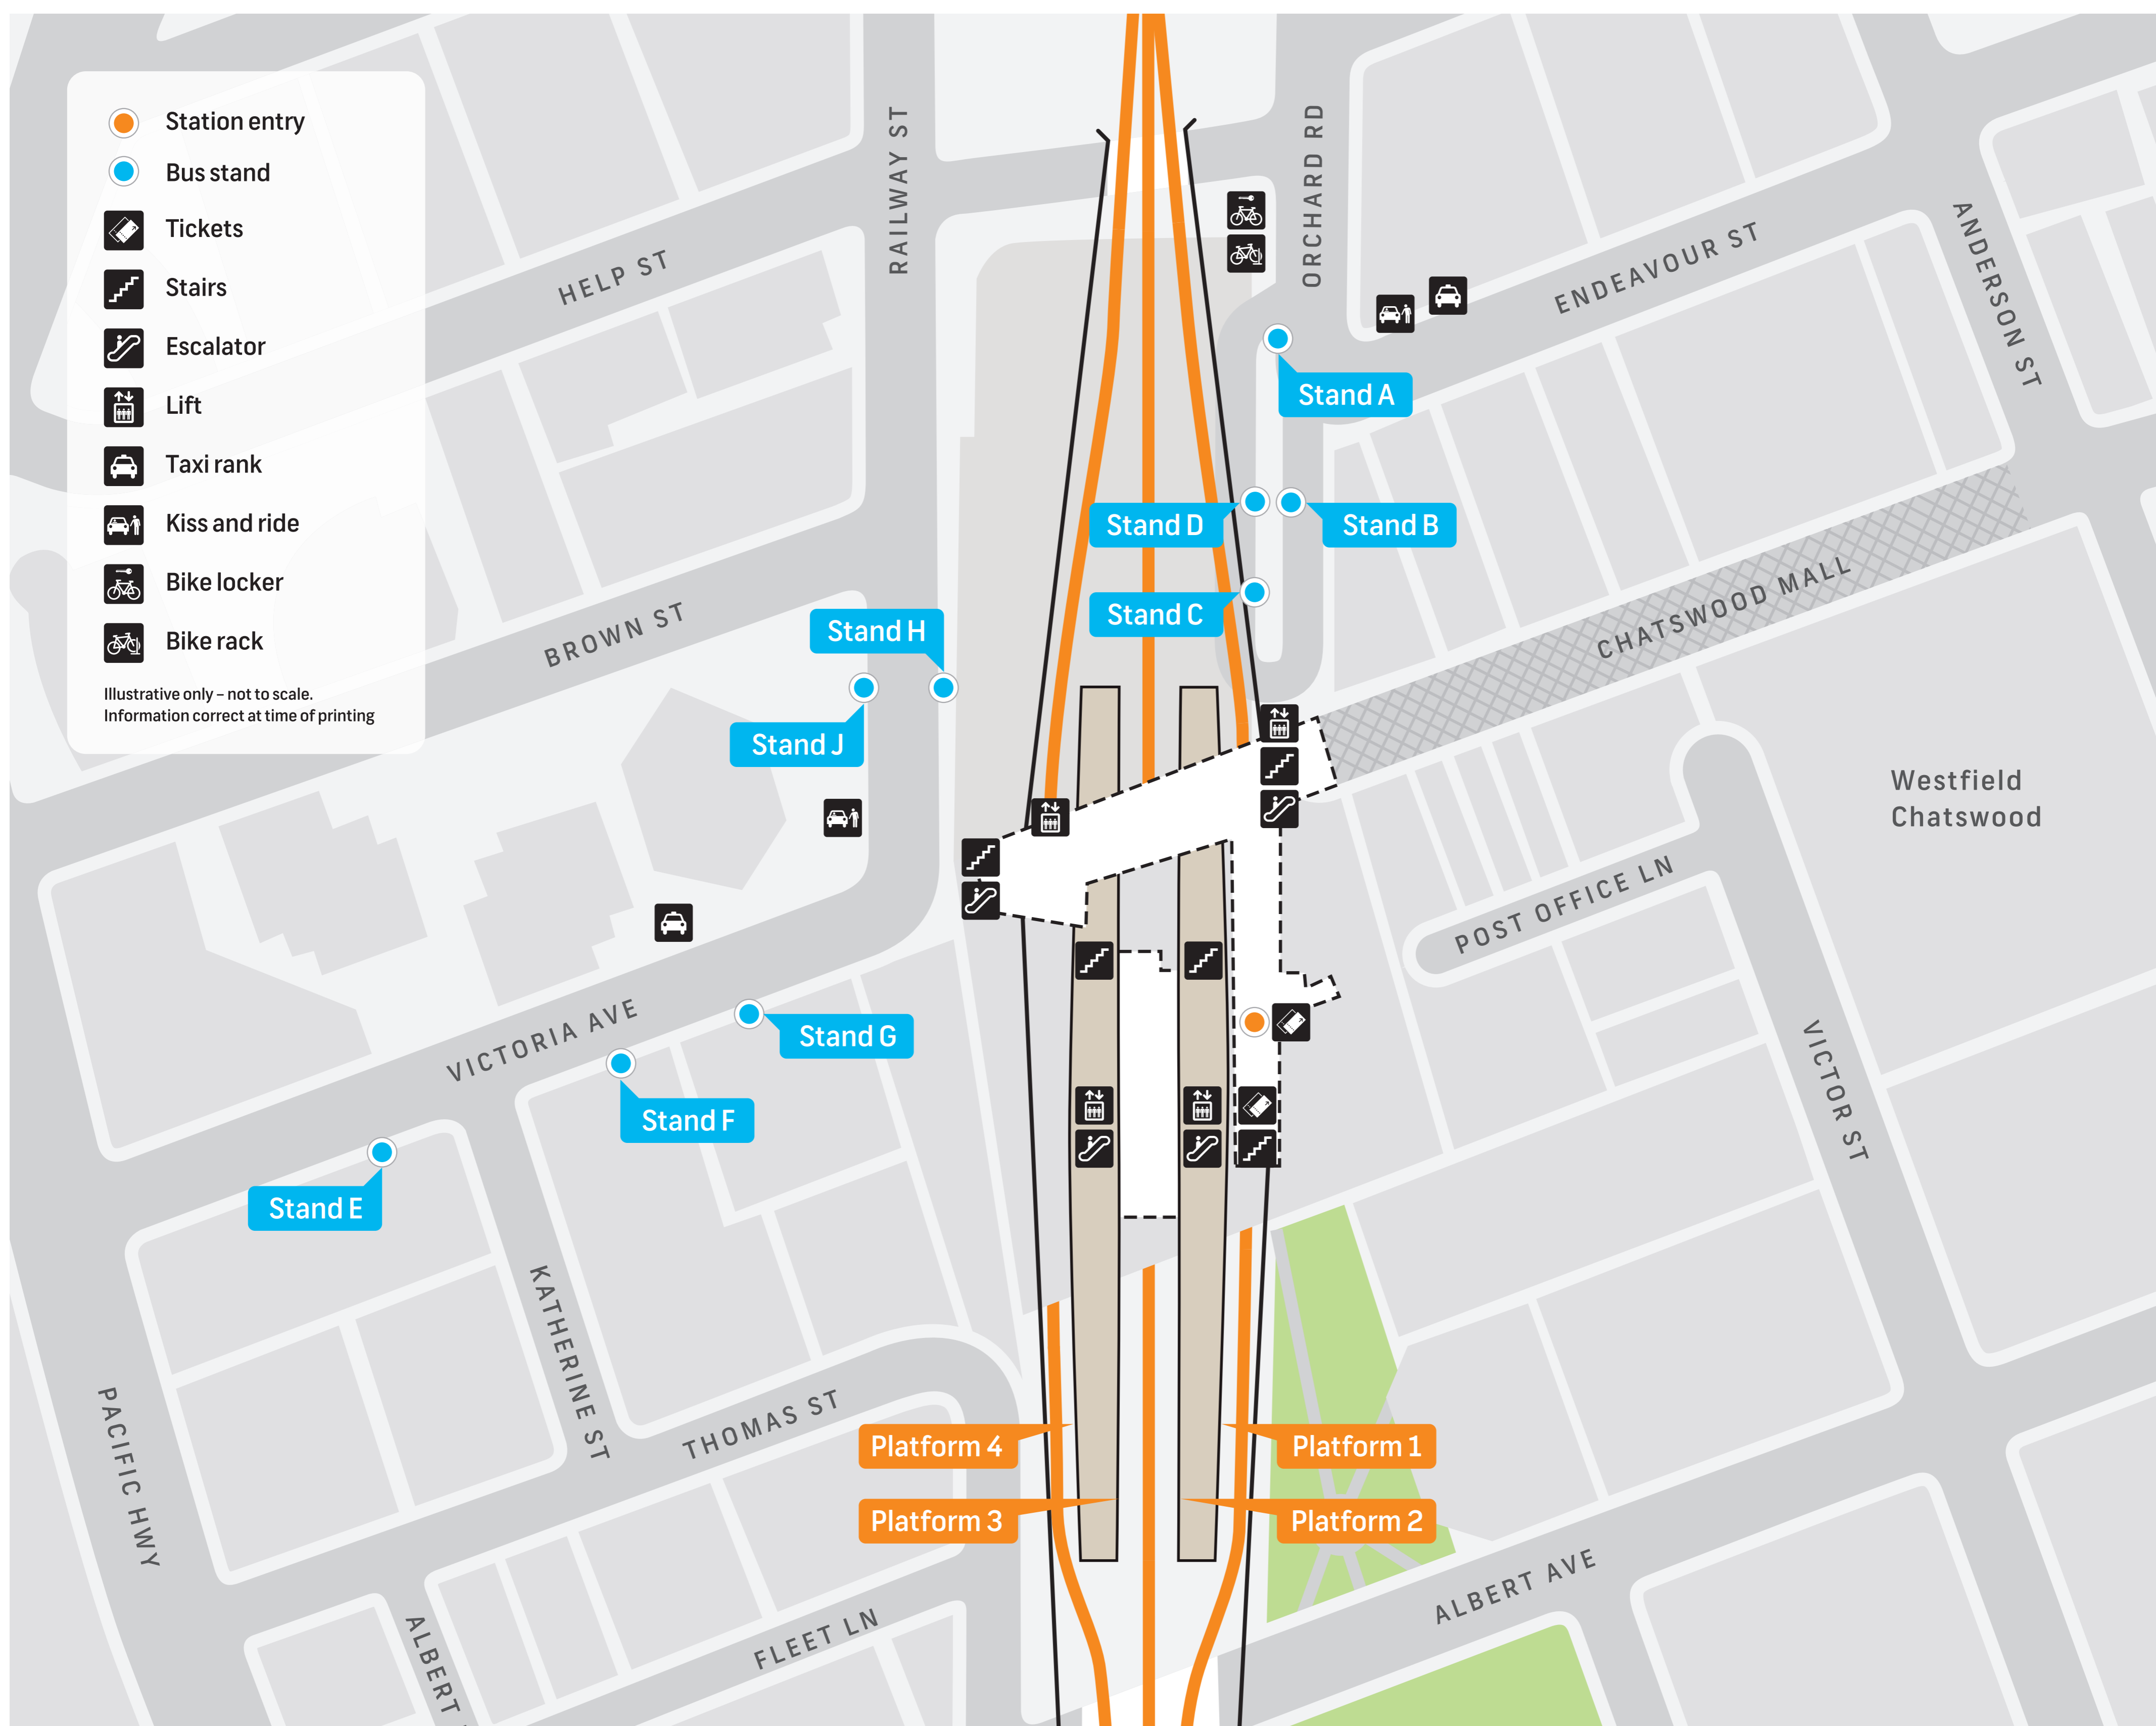 Station entry
Bus stand
Tickets
Stairs
Escalator
Lift
Taxi rank
Kiss and ride
Bike locker
Bike rack
Illustrative only – not to scale.
Information correct at time of printing
RAILWAY ST
ORCHARD RD
HELP ST
ENDEAVOUR ST
ANDERSON ST
Stand A
Stand D
Stand B
Stand C
CHATSWOOD MALL
BROWN ST
Stand H
Stand J
Westfield
Chatswood
POST OFFICE LN
VICTORIA AVE
Stand G
Stand F
Stand E
VICTOR ST
KATHERINE ST
PACIFIC HWY
THOMAS ST
Platform 4
Platform 1
Platform 3
Platform 2
ALBERT AVE
FLEET LN
ALBERT